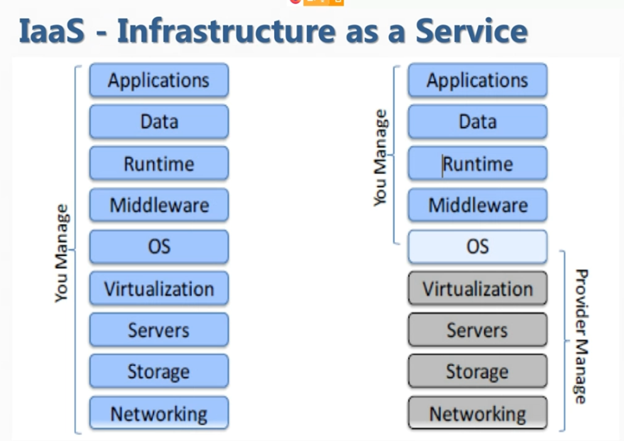 IaaS - Infrastructure as a Service
You Manage
Applications
Data
Runtime
Middleware
OS
Virtualization
Servers
Storage
Networking
You Manage
Applications
Data
Runtime
Middleware
OS
Virtualization
Servers
Storage
Networking
Provider Manage